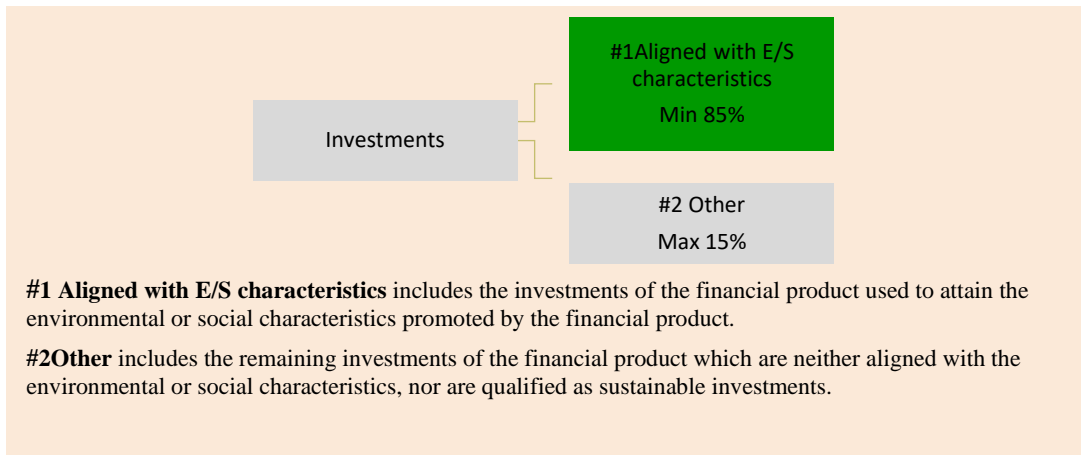 #1Aligned with E/S
characteristics
Min 85%
Investments
#2 Other
Max 15%
#1 Aligned with E/S characteristics includes the investments of the financial product used to attain the
environmental or social characteristics promoted by the financial product.
#2Other includes the remaining investments of the financial product which are neither aligned with the
environmental or social characteristics, nor are qualified as sustainable investments.